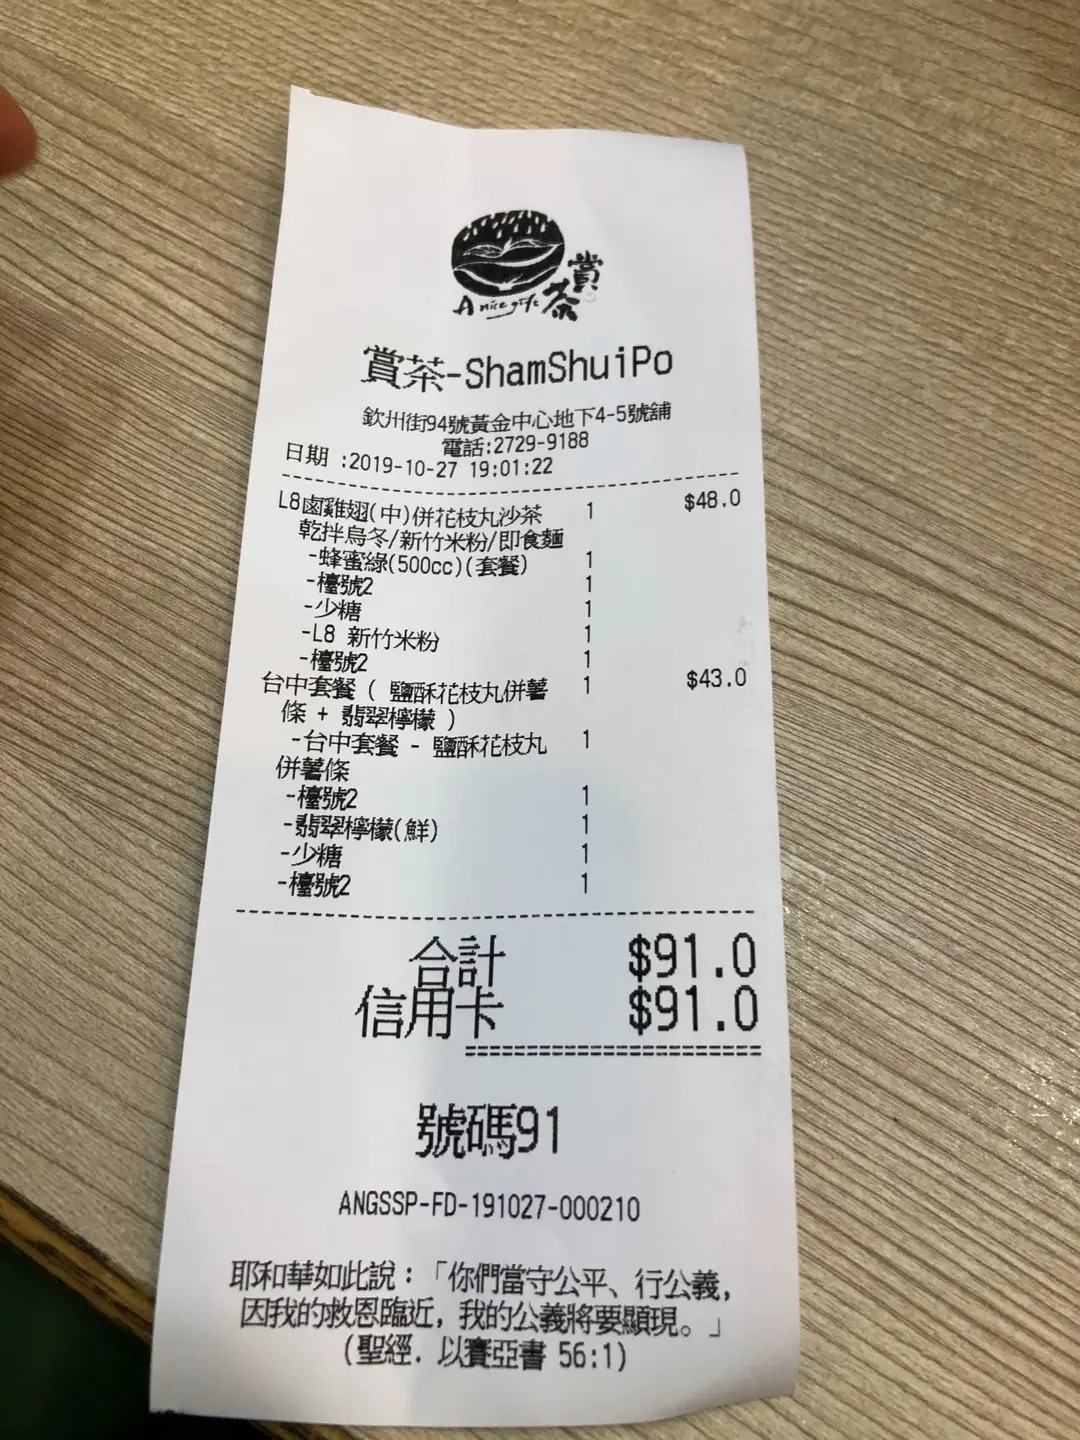 A nice gift 賞茶
賞茶-ShamShuiPo
欽州街94號黃金中心地下4-5號舖
電話:2729-9188
日期 :2019-10-27 19:01:22
L8鹵雞翅(中)併花枝丸沙茶 1 $48.0
乾拌烏冬/新竹米粉/即食麵
-蜂蜜綠(500cc)(套餐) 1
-檯號2 1
-少糖 1
-L8 新竹米粉 1
-檯號2 1
台中套餐 ( 鹽酥花枝丸併薯 1 $43.0
條 + 翡翠檸檬 )
-台中套餐 - 鹽酥花枝丸 1
併薯條
-檯號2 1
-翡翠檸檬(鮮) 1
-少糖 1
-檯號2 1
合計 $91.0
信用卡 $91.0
號碼91
ANGSSP-FD-191027-000210
耶和華如此說：「你們當守公平、行公義，
因我的救恩臨近，我的公義將要顯現。」
(聖經. 以賽亞書 56:1)